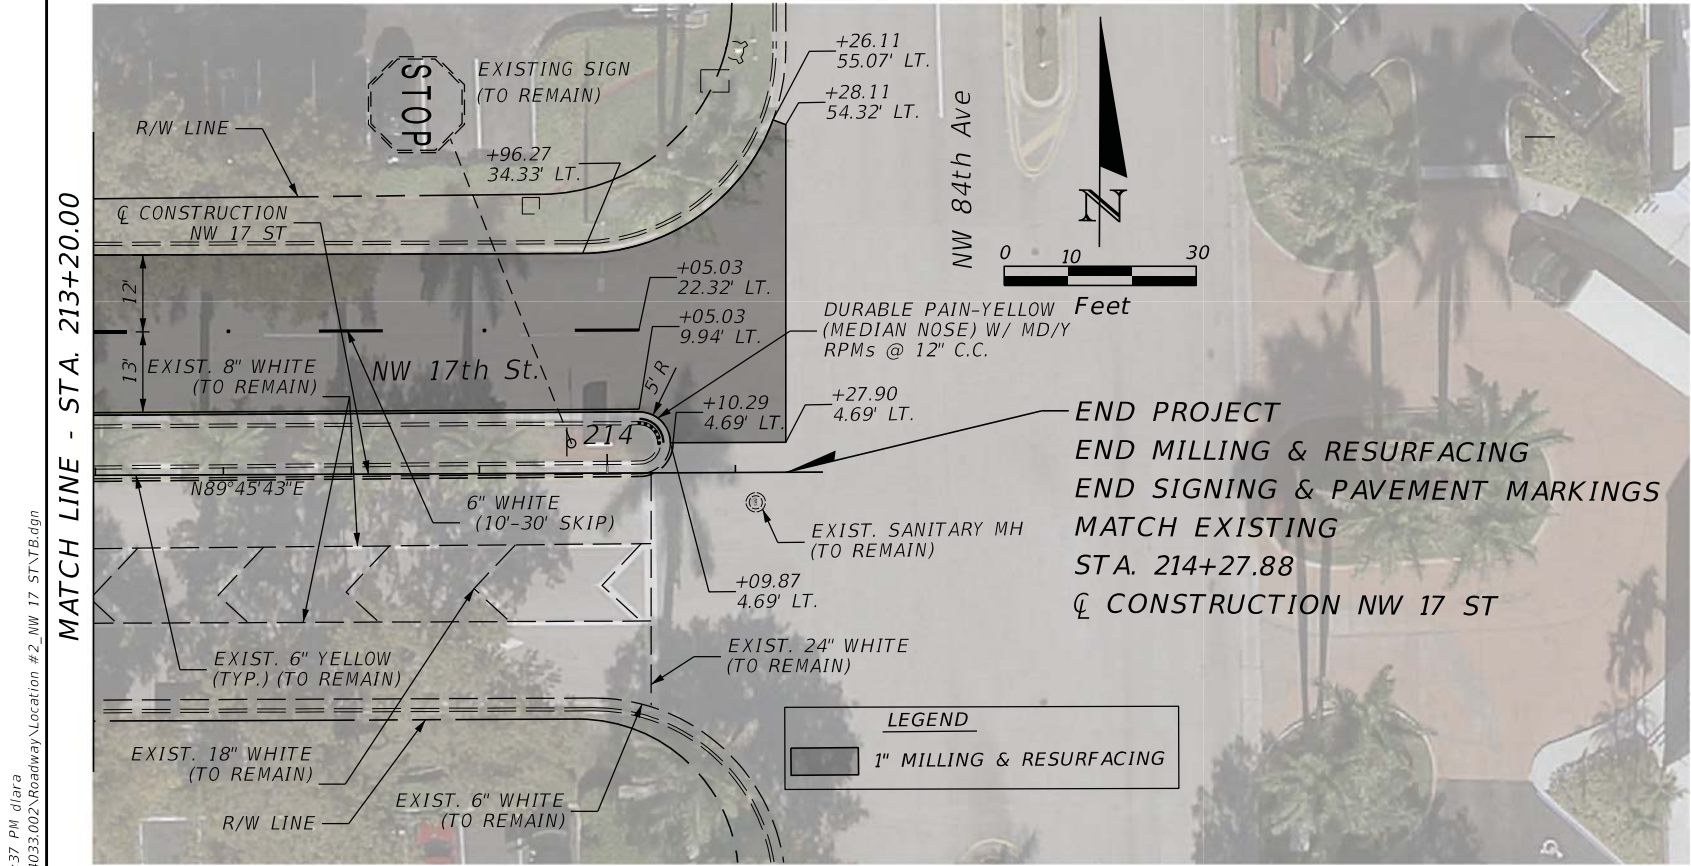 +26.11
55.07' LT.
+28.11
54.32' LT.
STOP
EXISTING SIGN
(TO REMAIN)
R/W LINE
+96.27
34.33' LT.
NW 84th Ave
N
0 10 30
Feet
℄ CONSTRUCTION
NW 17 ST
MATCH LINE - STA. 213+20.00
12'
13'
+05.03
22.32' LT.
+05.03
9.94' LT.
DURABLE PAIN-YELLOW
(MEDIAN NOSE) W/ MD/Y
RPMs @ 12" C.C.
EXIST. 8" WHITE
(TO REMAIN)
NW 17th St.
5' R
+10.29
4.69' LT.
+27.90
4.69' LT.
214
END PROJECT
END MILLING & RESURFACING
END SIGNING & PAVEMENT MARKINGS
MATCH EXISTING
STA. 214+27.88
℄ CONSTRUCTION NW 17 ST
N89°45'43"E
6" WHITE
(10'-30' SKIP)
EXIST. SANITARY MH
(TO REMAIN)
+09.87
4.69' LT.
EXIST. 24" WHITE
(TO REMAIN)
EXIST. 6" YELLOW
(TYP.) (TO REMAIN)
EXIST. 18" WHITE
(TO REMAIN)
EXIST. 6" WHITE
(TO REMAIN)
R/W LINE
LEGEND
1" MILLING & RESURFACING
:37 PM dlara
4033.002\Roadway\Location #2_NW 17 ST\TB.dgn